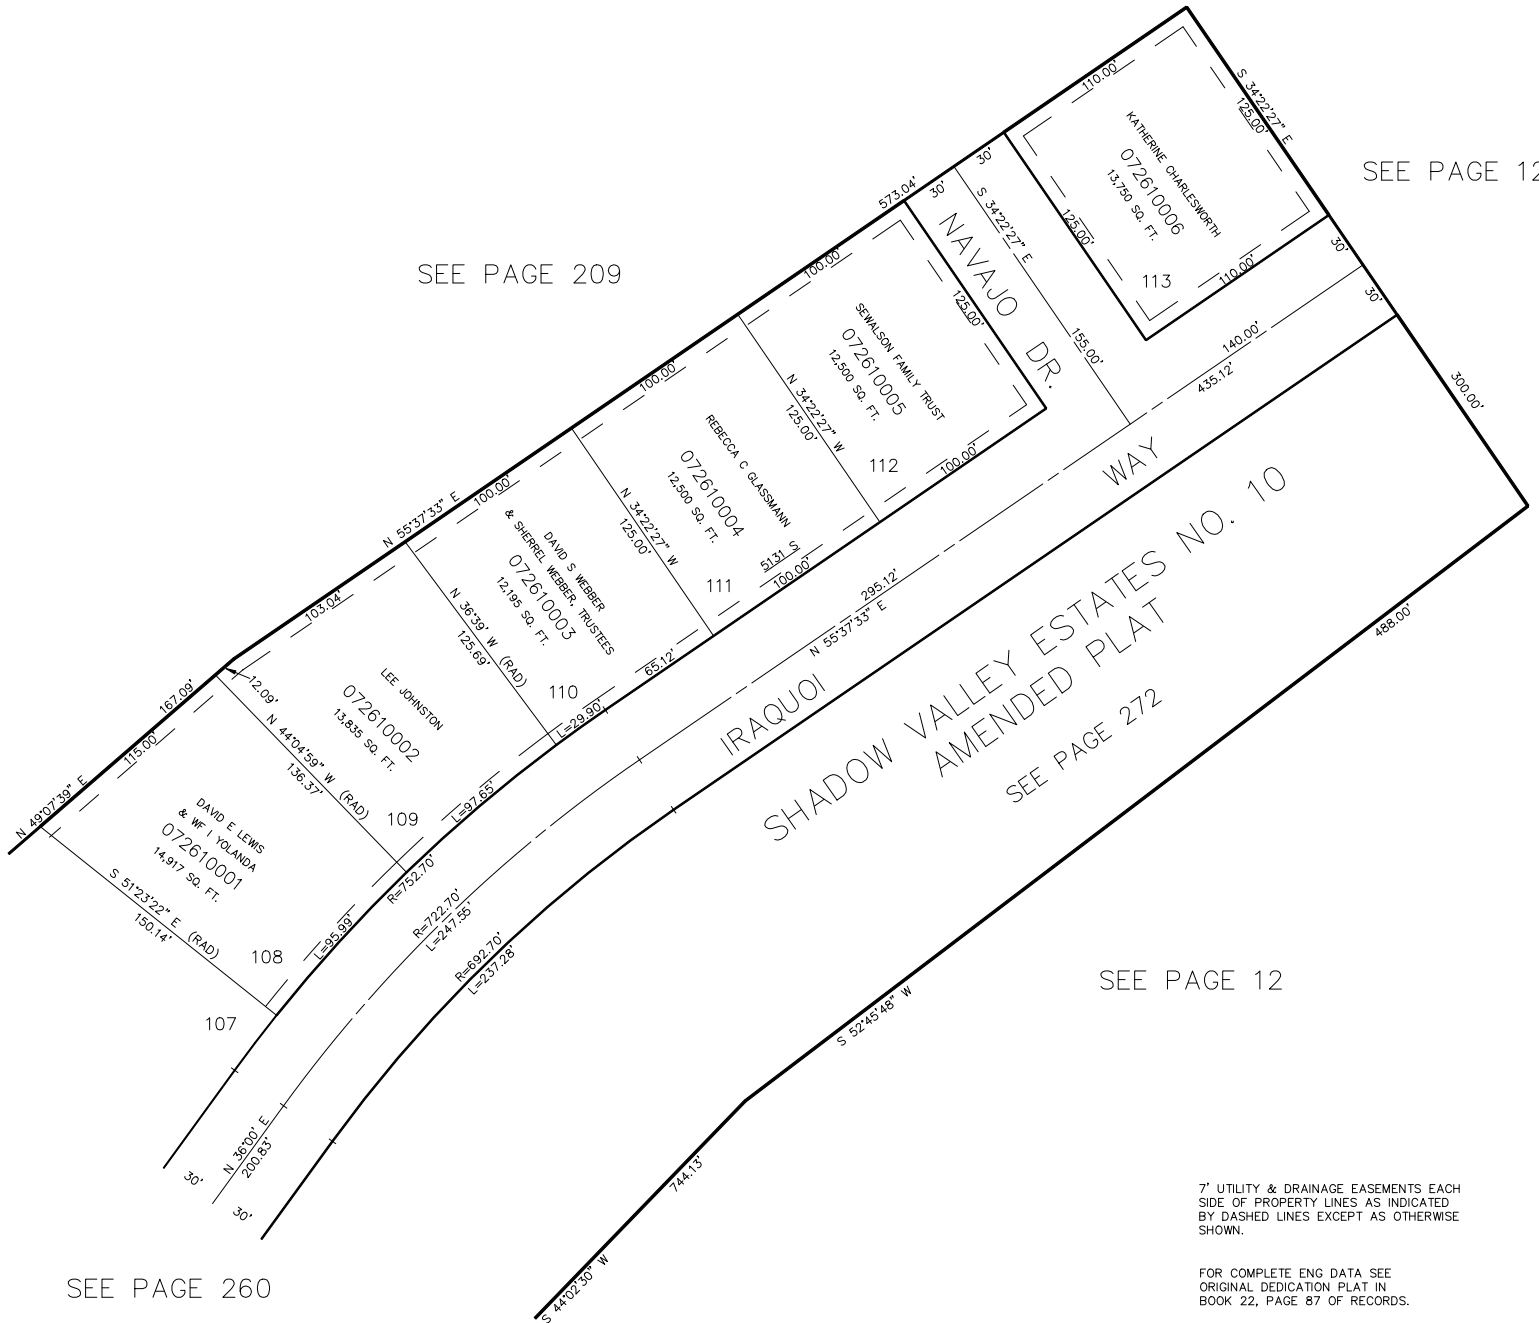 S 34°22'27" E
125.00'
110.00'
KATHERINE CHARLESWORTH
072610006
13,750 SQ. FT.
113
125.00'
110.00'
SEE PAGE 12
30'
30'
573.04'
S 34°22'27" E
155.00'
NAVAJO DR.
30'
30'
140.00'
435.12'
300.00'
SEE PAGE 209
100.00'
SEWALSON FAMILY TRUST
072610005
12,500 SQ. FT.
112
125.00'
100.00'
N 34°22'27" W
125.00'
100.00'
REBECCA C GLASSMANN
072610004
12,500 SQ. FT.
111
5131 S
100.00'
N 34°22'27" W
125.00'
N 55°37'33" E
100.00'
DAVID S WEBBER
& SHERREL WEBBER, TRUSTEES
072610003
12,195 SQ. FT.
110
65.12'
L=29.90'
N 36°39' W (RAD)
125.69'
103.04'
LEE JOHNSTON
072610002
13,835 SQ. FT.
109
L=97.65'
12.09'
N 44°04'59" W (RAD)
136.37'
167.09'
115.00'
N 49°07'39" E
DAVID E LEWIS
& WF I YOLANDA
072610001
14,917 SQ. FT.
108
L=95.99'
R=752.70'
S 51°23'22" E (RAD)
150.14'
107
IRAQUOI WAY
295.12'
N 55°37'33" E
R=722.70'
L=247.55'
R=692.70'
L=237.28'
N 36°00' E
200.83'
30'
30'
SHADOW VALLEY ESTATES NO. 10
AMENDED PLAT
SEE PAGE 272
488.00'
S 52°45'48" W
SEE PAGE 12
744.13'
S 44°02'30" W
SEE PAGE 260
7' UTILITY & DRAINAGE EASEMENTS EACH
SIDE OF PROPERTY LINES AS INDICATED
BY DASHED LINES EXCEPT AS OTHERWISE
SHOWN.
FOR COMPLETE ENG DATA SEE
ORIGINAL DEDICATION PLAT IN
BOOK 22, PAGE 87 OF RECORDS.